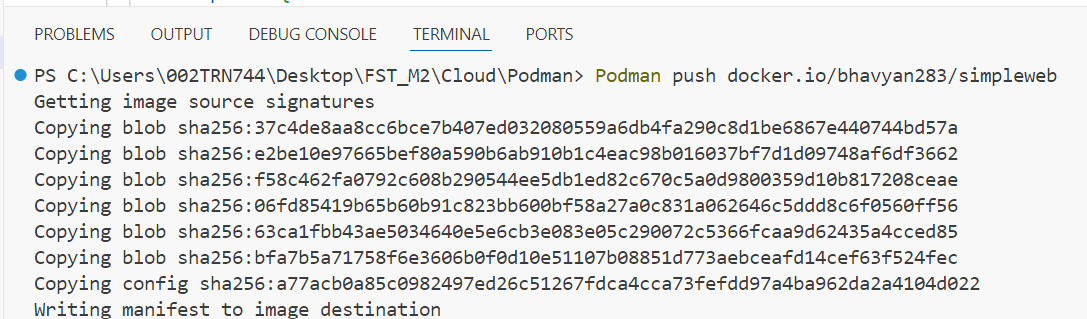 PROBLEMS OUTPUT DEBUG CONSOLE TERMINAL PORTS
PS C:\Users\002TRN744\Desktop\FST_M2\Cloud\Podman> Podman push docker.io/bhavyan283/simpleweb
Getting image source signatures
Copying blob sha256:37c4de8aa8cc6bce7b407ed032080559a6db4fa290c8d1be6867e440744bd57a
Copying blob sha256:e2be10e97665bef80a590b6ab910b1c4eac98b016037bf7d1d09748af6df3662
Copying blob sha256:f58c462fa0792c608b290544ee5db1ed82c670c5a0d9800359d10b817208ceae
Copying blob sha256:06fd85419b65b60b91c823bb600bf58a27a0c831a062646c5ddd8c6f0560ff56
Copying blob sha256:63ca1fbb43ae5034640e5e6cb3e083e05c290072c5366fcaa9d62435a4cced85
Copying blob sha256:bfa7b5a71758f6e3606b0f0d10e51107b08851d773aebceafd14cef63f524fec
Copying config sha256:a77acb0a85c0982497ed26c51267fdca4cca73fefdd97a4ba962da2a4104d022
Writing manifest to image destination